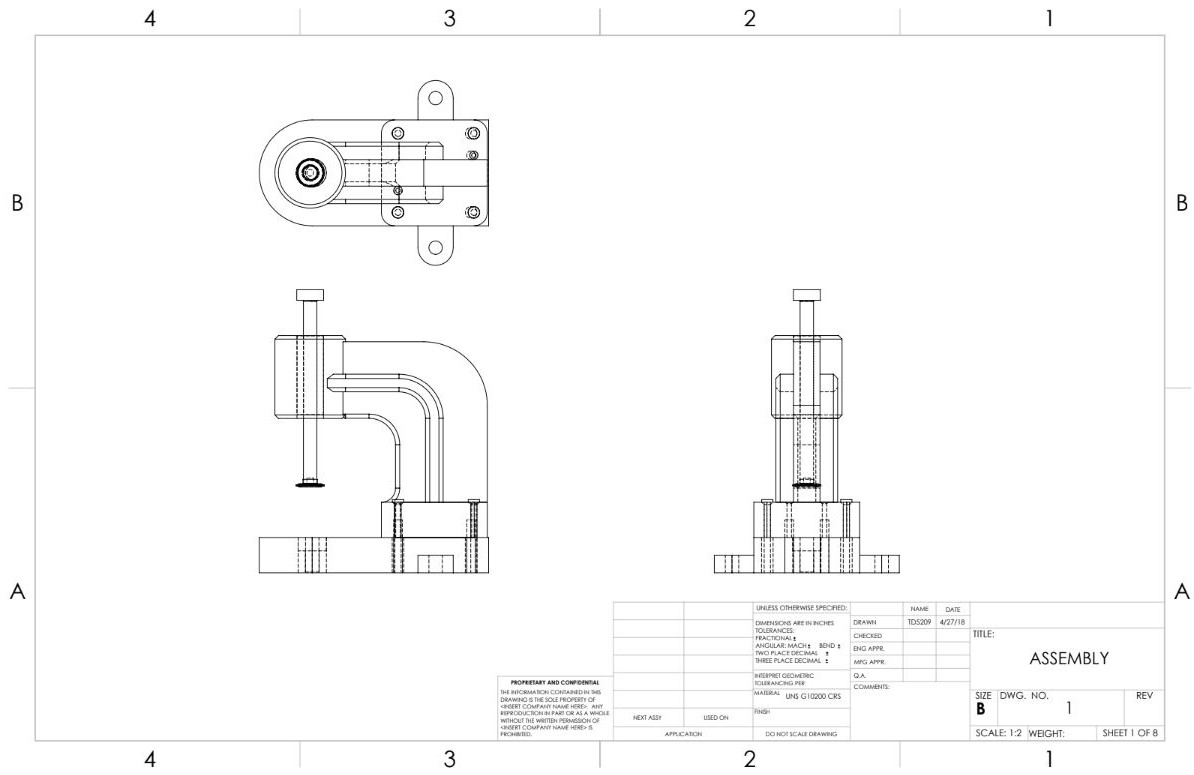 4 3 2 1
B B
A A
UNLESS OTHERWISE SPECIFIED:
DIMENSIONS ARE IN INCHES
TOLERANCES:
FRACTIONAL ±
ANGULAR: MACH ± BEND ±
TWO PLACE DECIMAL ±
THREE PLACE DECIMAL ±
INTERPRET GEOMETRIC
TOLERANCING PER
MATERIAL UNS G10200 CRS
FINISH
DO NOT SCALE DRAWING
NAME DATE
DRAWN TD5209 4/27/18
CHECKED
ENG APPR.
MFG APPR.
Q.A.
COMMENTS:
TITLE:
ASSEMBLY
SIZE DWG. NO. REV
B 1
SCALE: 1:2 WEIGHT: SHEET 1 OF 8
PROPRIETARY AND CONFIDENTIAL
THE INFORMATION CONTAINED IN THIS
DRAWING IS THE SOLE PROPERTY OF
<INSERT COMPANY NAME HERE>. ANY
REPRODUCTION IN PART OR AS A WHOLE
WITHOUT THE WRITTEN PERMISSION OF
<INSERT COMPANY NAME HERE> IS
PROHIBITED.
NEXT ASSY USED ON
APPLICATION
4 3 2 1